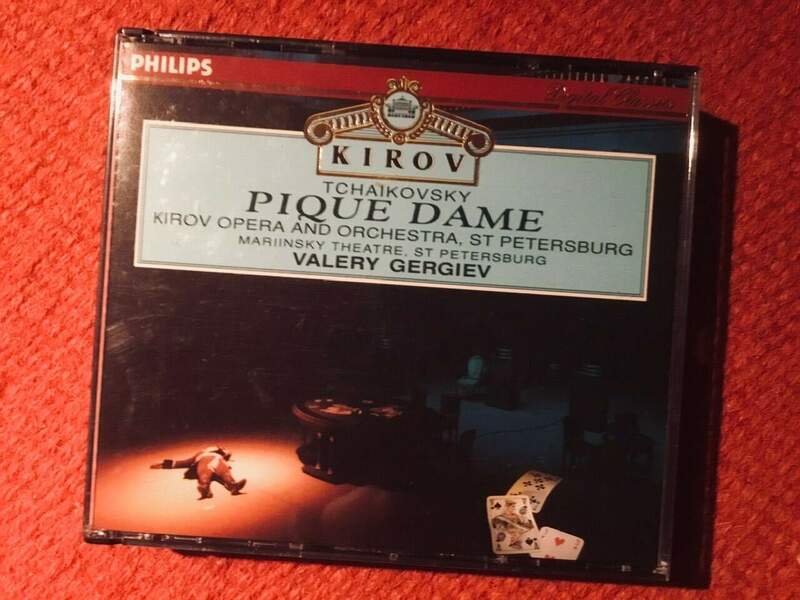 PHILIPS
Digital Classics
KIROV
TCHAIKOVSKY
PIQUE DAME
KIROV OPERA AND ORCHESTRA, ST PETERSBURG
MARIINSKY THEATRE, ST PETERSBURG
VALERY GERGIEV